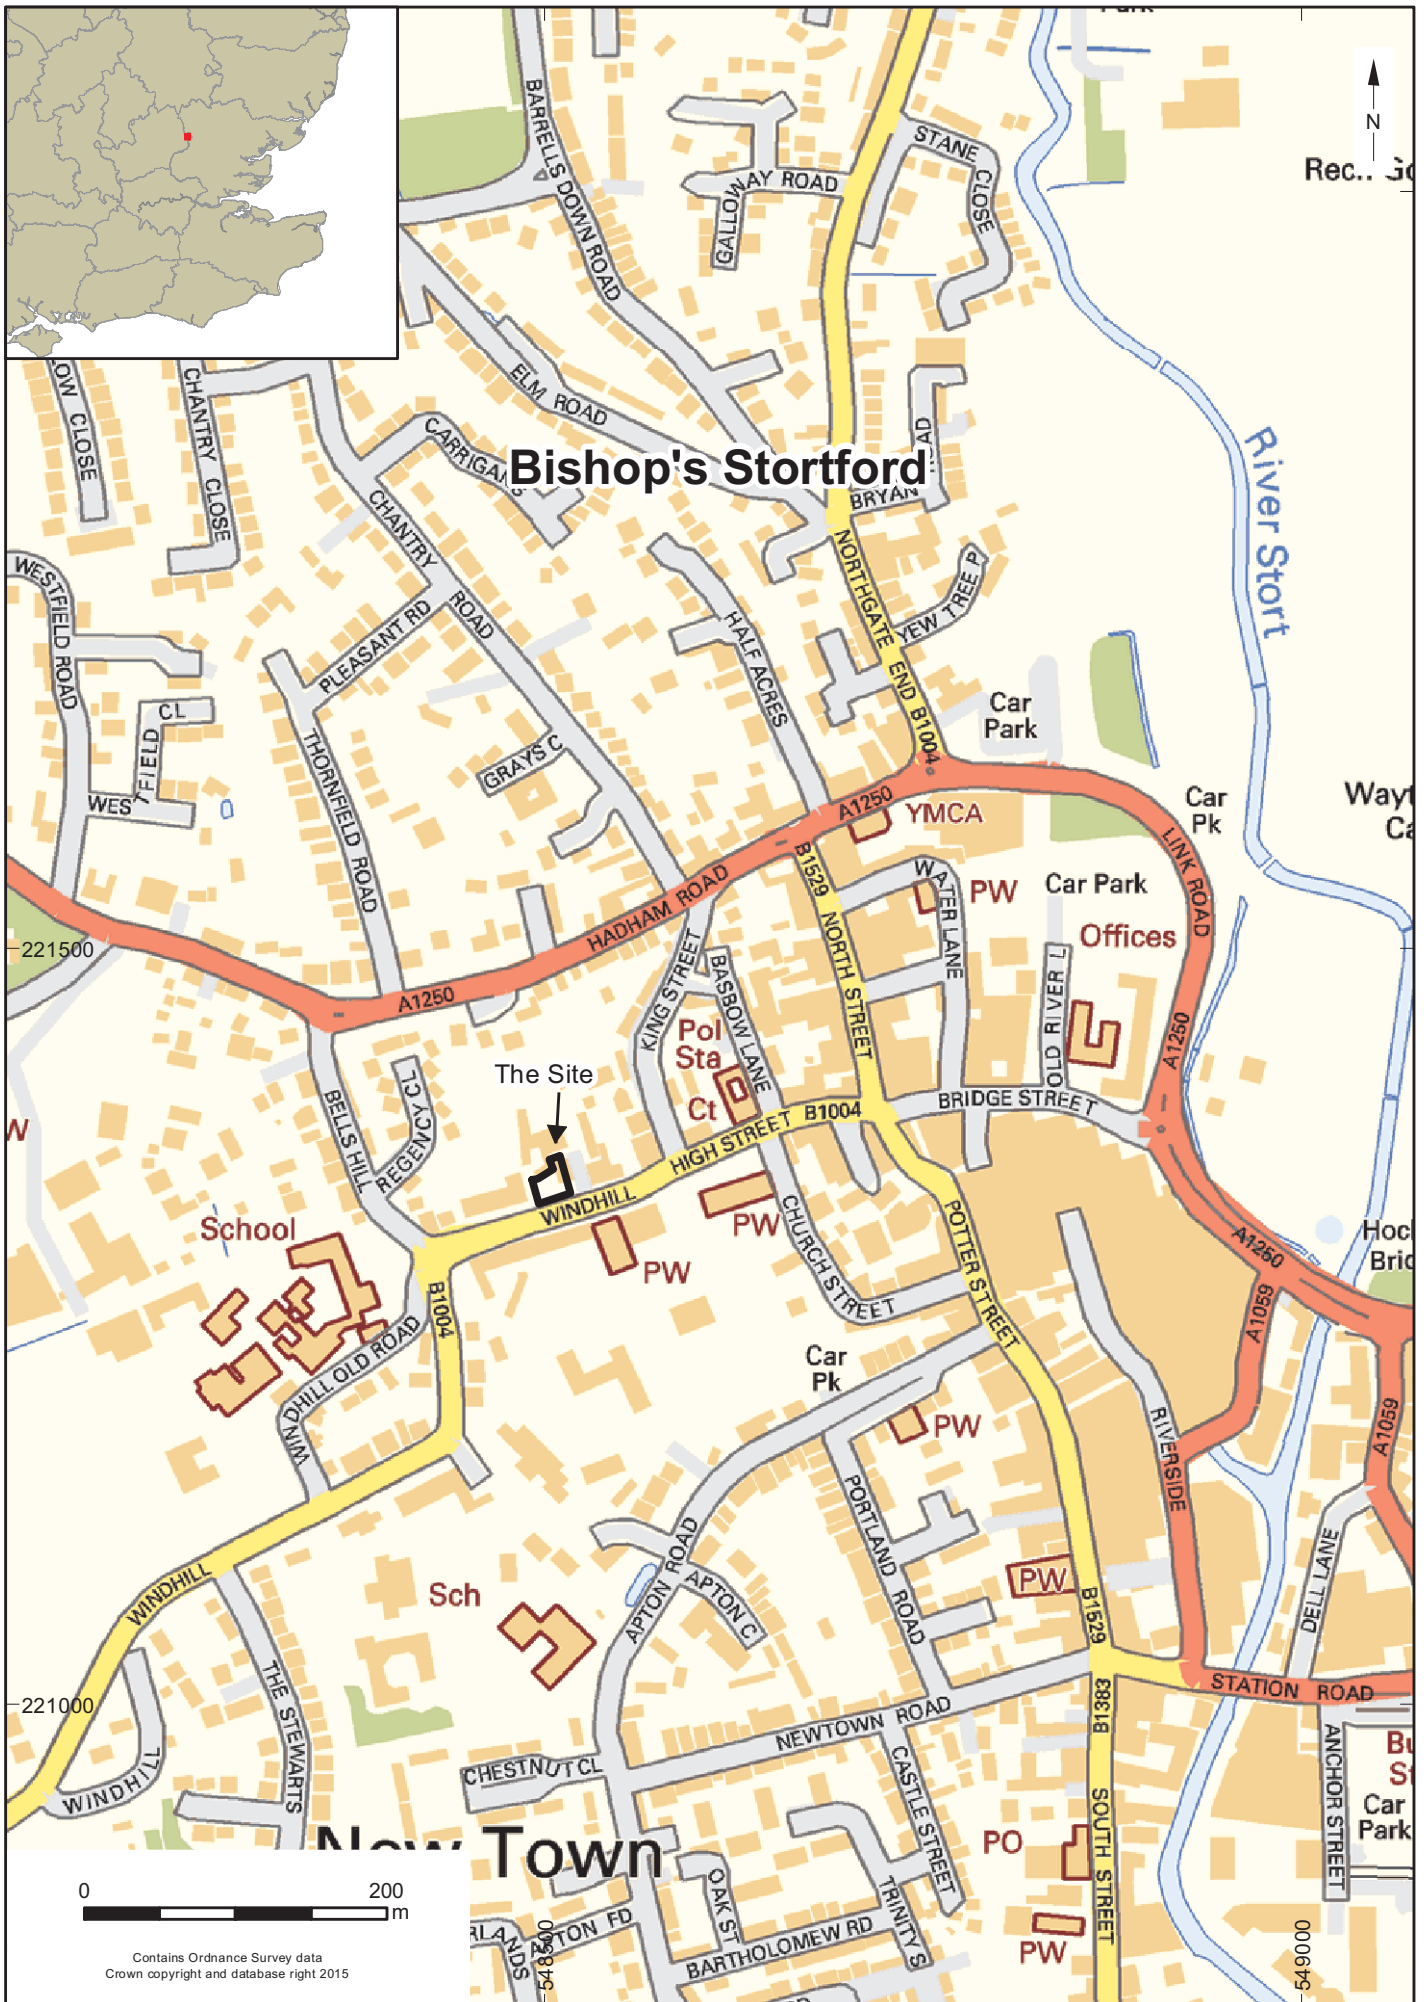 N
BARRELLS DOWN ROAD
STANE CLOSE
GALLOWAY ROAD
CHANTRY CLOSE
CLOSE
ELM ROAD
Bishop's Stortford
River Stort
CHANTRY ROAD
NORTHGATE END B1004
YEW TREE P
WESTFIELD ROAD
PLEASANT RD
HALF ACRES
CL
WESTFIELD
Car
Park
GRAYS C
THORNFIELD ROAD
A1250
YMCA
Car
Pk
LINK ROAD
B1529 NORTH STREET
WATER LANE
PW
Car Park
Offices
HADHAM ROAD
221500
A1250
KING STREET
BASBOW LANE
OLD RIVER L
A1250
Pol
Sta
Ct
The Site
BELLS HILL
REGENCY CL
HIGH STREET B1004
BRIDGE STREET
WINDHILL
PW
PW
CHURCH STREET
POTTER STREET
School
B1004
WINDHILL OLD ROAD
A1250
A1059
A1059
Car
Pk
PW
RIVERSIDE
PORTLAND ROAD
APTON ROAD
APTON C
PW
B1529
DELL LANE
WINDHILL
Sch
THE STEWARTS
STATION ROAD
221000
B1383
NEWTOWN ROAD
WINDHILL
CHESTNUT CL
CASTLE STREET
SOUTH STREET
ANCHOR STREET
Car
Park
New Town
PO
OAK ST
TRINITY S
BARTHOLOMEW RD
PW
0 200
m
548500
549000
Contains Ordnance Survey data
Crown copyright and database right 2015